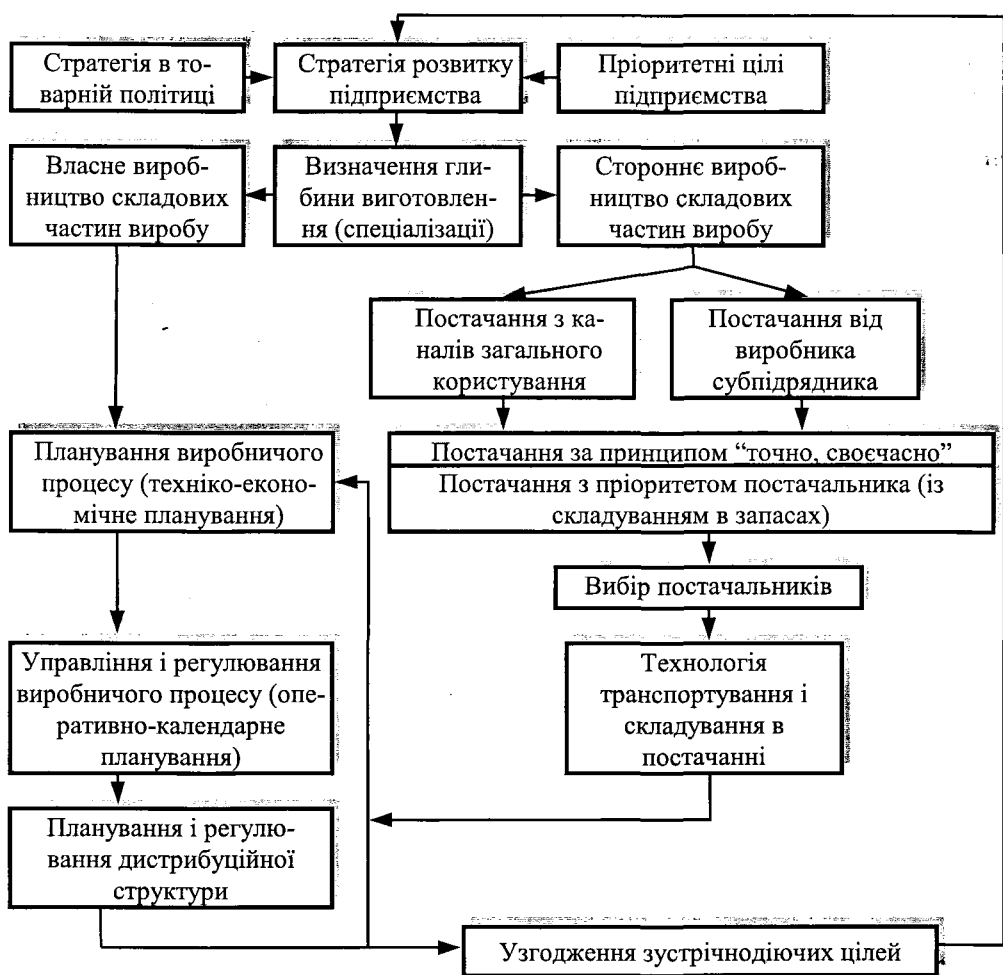 Стратегія в то-
варній політиці
Стратегія розвитку
підприємства
Пріоритетні цілі
підприємства
Власне вироб-
ництво складових
частин виробу
Визначення гли-
бини виготовлен-
ня (спеціалізації)
Стороннє вироб-
ництво складових
частин виробу
Постачання з ка-
налів загального
користування
Постачання від
виробника
субпідрядника
Планування виробничого
процесу (техніко-еконо-
мічне планування)
Постачання за принципом “точно, своєчасно”
Постачання з пріоритетом постачальника (із
складуванням в запасах)
Вибір постачальників
Управління і регулювання
виробничого процесу (опе-
ративно-календарне
планування)
Технологія
транспортування і
складування в
постачанні
Планування і регулю-
вання дистрибуційної
структури
Узгодження зустрічнодіючих цілей